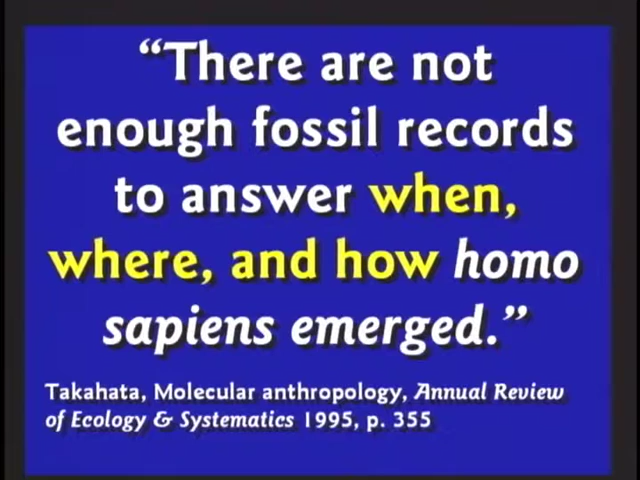 “There are not
enough fossil records
to answer when,
where, and how homo
sapiens emerged.”
Takahata, Molecular anthropology, Annual Review
of Ecology & Systematics 1995, p. 355